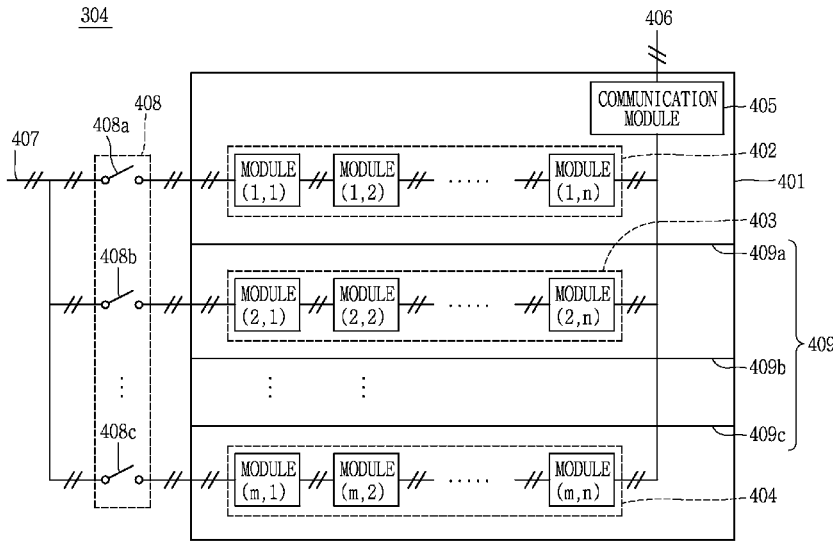 304
406
COMMUNICATION
MODULE
405
408
408a
407
402
MODULE
(1,1)
MODULE
(1,2)
·····
MODULE
(1,n)
401
403
409a
408b
MODULE
(2,1)
MODULE
(2,2)
·····
MODULE
(2,n)
409
409b
408c
409c
MODULE
(m,1)
MODULE
(m,2)
·····
MODULE
(m,n)
404